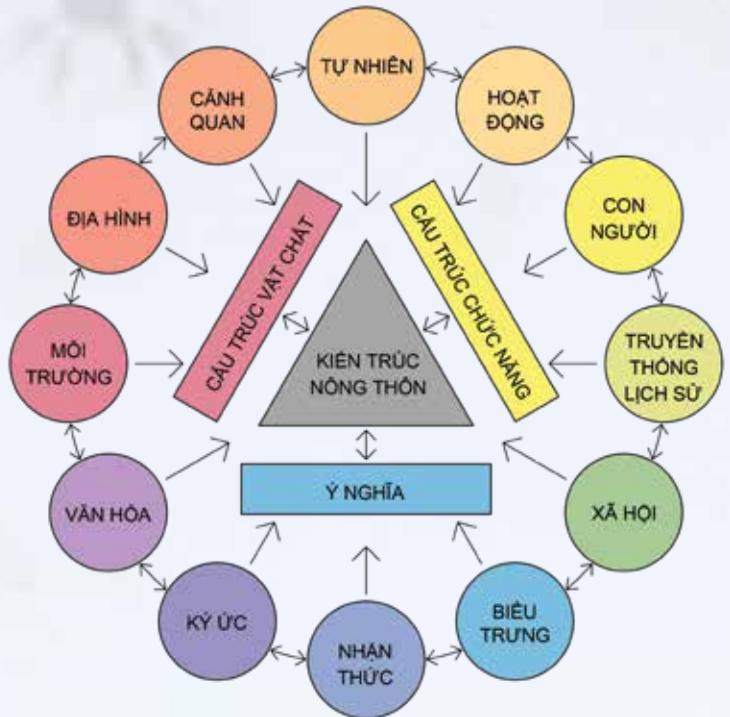 TỰ NHIÊN
CẢNH
QUAN
HOẠT
ĐỘNG
ĐỊA HÌNH
CON
NGƯỜI
CẤU TRÚC VẬT CHẤT
CẤU TRÚC CHỨC NĂNG
MÔI
TRƯỜNG
KIẾN TRÚC
NÔNG THÔN
TRUYỀN
THỐNG
LỊCH SỬ
VĂN HÓA
Ý NGHĨA
XÃ HỘI
KÝ ỨC
BIỂU
TRƯNG
NHẬN
THỨC